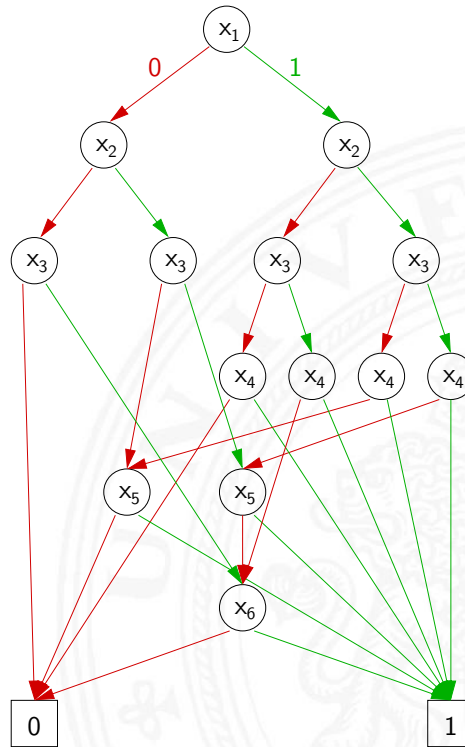 x₁
0 1
x₂ x₂
x₃ x₃ x₃ x₃
x₄ x₄ x₄ x₄
x₅ x₅
x₆
0 1